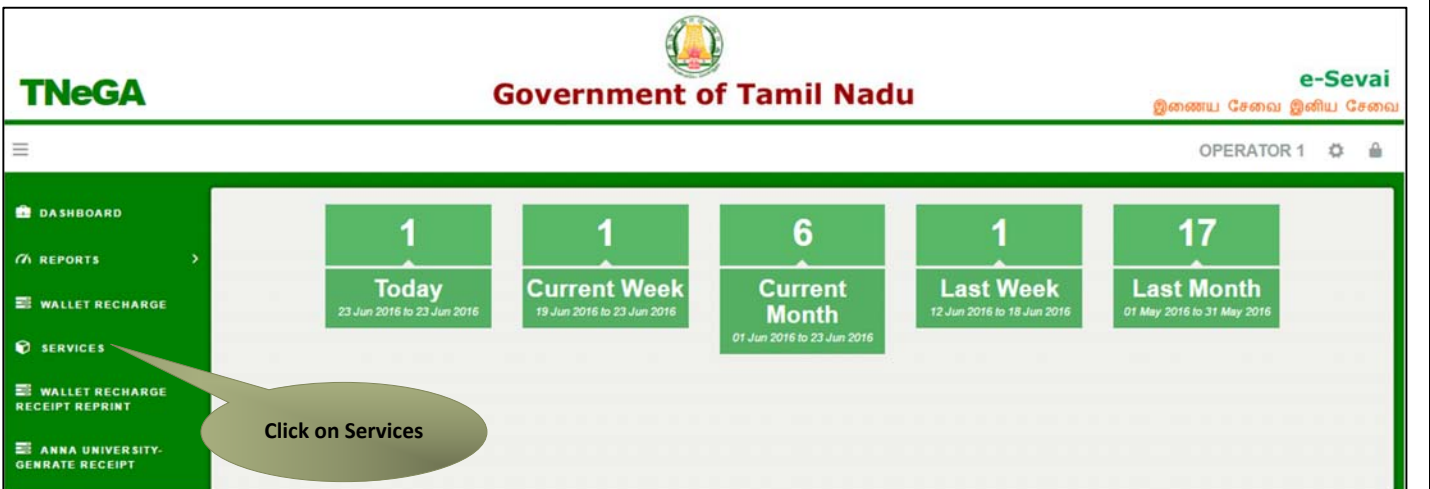 TNeGA
Government of Tamil Nadu
e-Sevai
இணைய சேவை இனிய சேவை
OPERATOR 1
DASHBOARD
REPORTS
WALLET RECHARGE
SERVICES
WALLET RECHARGE
RECEIPT REPRINT
ANNA UNIVERSITY-
GENRATE RECEIPT
1
Today
23 Jun 2016 to 23 Jun 2016
1
Current Week
19 Jun 2016 to 23 Jun 2016
6
Current
Month
01 Jun 2016 to 23 Jun 2016
1
Last Week
12 Jun 2016 to 18 Jun 2016
17
Last Month
01 May 2016 to 31 May 2016
Click on Services